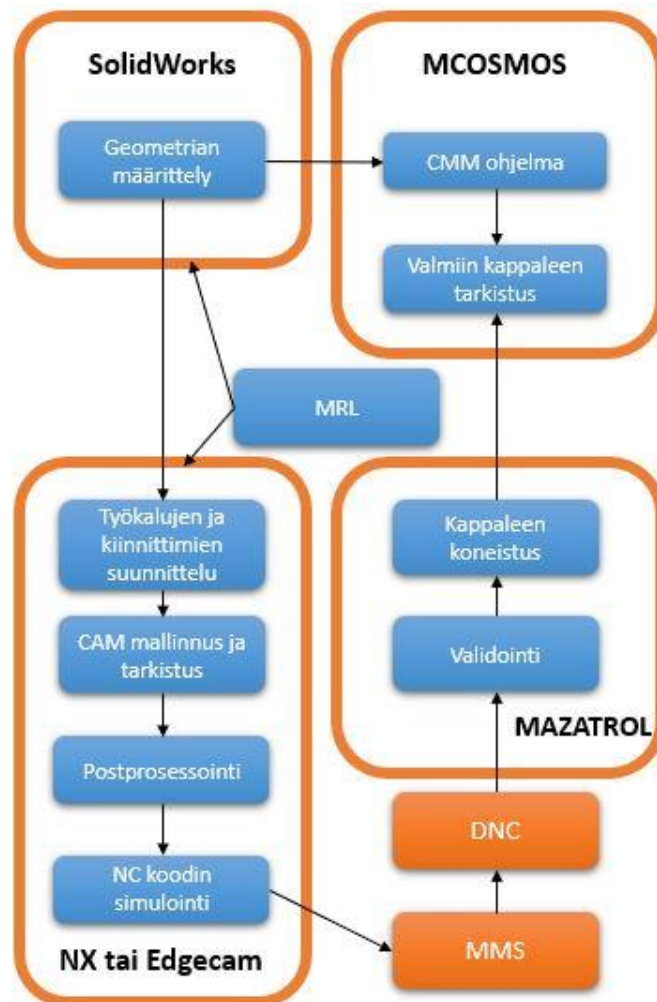 SolidWorks
Geometrian
määrittely
MCOSMOS
CMM ohjelma
Valmiin kappaleen
tarkistus
MRL
Työkalujen ja
kiinnittimien
suunnittelu
CAM mallinnus ja
tarkistus
Postprosessointi
NC koodin
simulointi
NX tai Edgecam
Kappaleen
koneistus
Validointi
MAZATROL
DNC
MMS